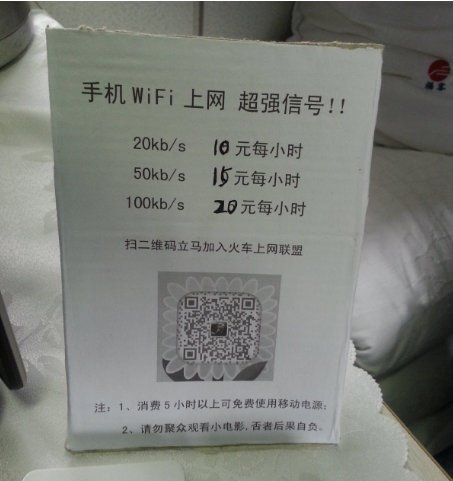 手机WiFi上网 超强信号!!
20kb/s 10元每小时
50kb/s 15元每小时
100kb/s 20元每小时
扫二维码立马加入火车上网联盟
注：1、消费5小时以上可免费使用移动电源；
2、请勿聚众观看小电影,否者后果自负。